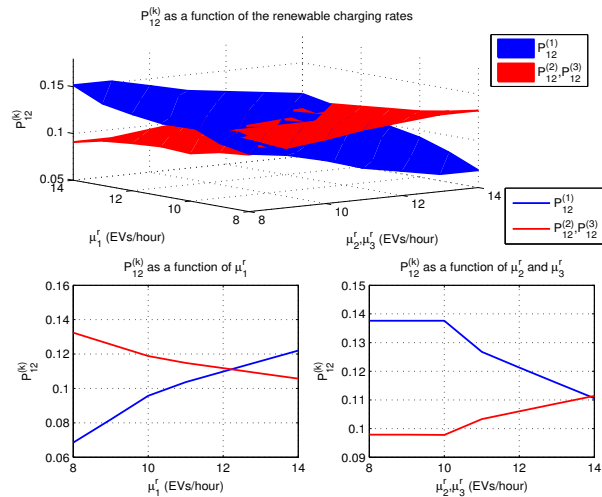 P₁₂⁽ᵏ⁾ as a function of the renewable charging rates
P₁₂⁽¹⁾
P₁₂⁽²⁾,P₁₂⁽³⁾
0.15
0.1
0.05
P₁₂⁽ᵏ⁾
14
12
10
8
8
10
12
14
μ₁ʳ (EVs/hour)
μ₂ʳ,μ₃ʳ (EVs/hour)
P₁₂⁽¹⁾
P₁₂⁽²⁾,P₁₂⁽³⁾
P₁₂⁽ᵏ⁾ as a function of μ₁ʳ
0.16
0.14
0.12
0.1
0.08
0.06
P₁₂⁽ᵏ⁾
8
10
12
14
μ₁ʳ (EVs/hour)
P₁₂⁽ᵏ⁾ as a function of μ₂ʳ and μ₃ʳ
0.15
0.14
0.13
0.12
0.11
0.1
0.09
P₁₂⁽ᵏ⁾
8
10
12
14
μ₂ʳ,μ₃ʳ (EVs/hour)